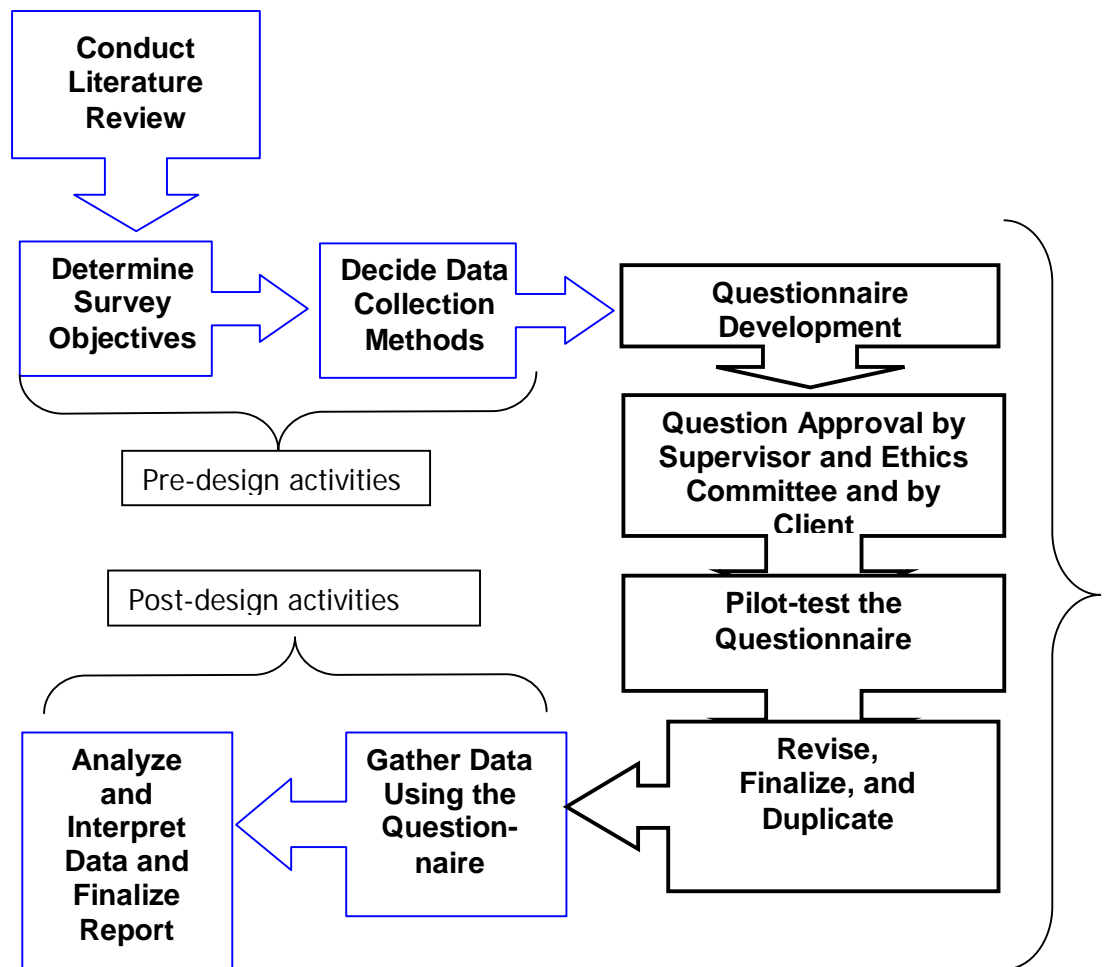 Conduct
Literature
Review
Determine
Survey
Objectives
Decide Data
Collection
Methods
Questionnaire
Development
Pre-design activities
Question Approval by
Supervisor and Ethics
Committee and by
Client
Pilot-test the
Questionnaire
Revise,
Finalize, and
Duplicate
Post-design activities
Gather Data
Using the
Question-
naire
Analyze
and
Interpret
Data and
Finalize
Report